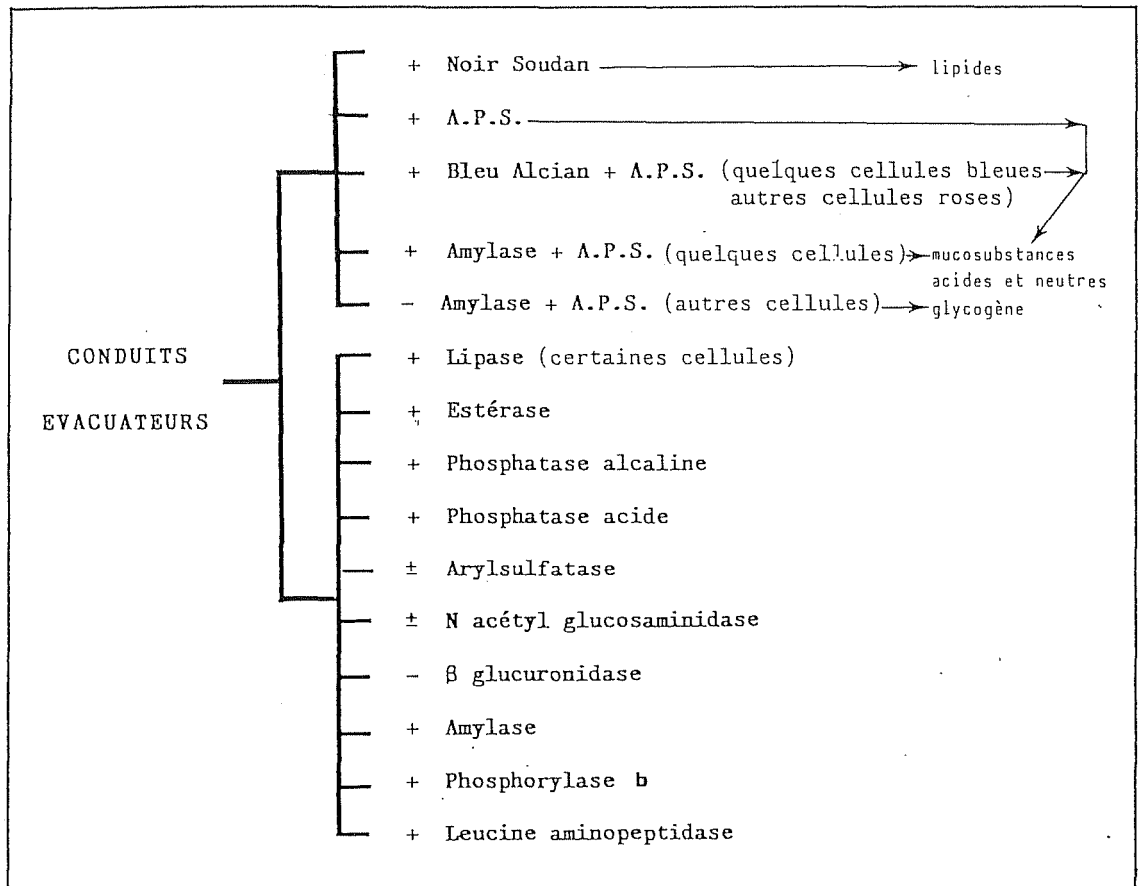 + Noir Soudan lipides
+ A.P.S.
+ Bleu Alcian + A.P.S. (quelques cellules bleues
autres cellules roses)
+ Amylase + A.P.S. (quelques cellules) mucosubstances
acides et neutres
- Amylase + A.P.S. (autres cellules) glycogène
CONDUITS
EVACUATEURS
+ Lipase (certaines cellules)
+ Estérase
+ Phosphatase alcaline
+ Phosphatase acide
± Arylsulfatase
± N acétyl glucosaminidase
- β glucuronidase
+ Amylase
+ Phosphorylase b
+ Leucine aminopeptidase